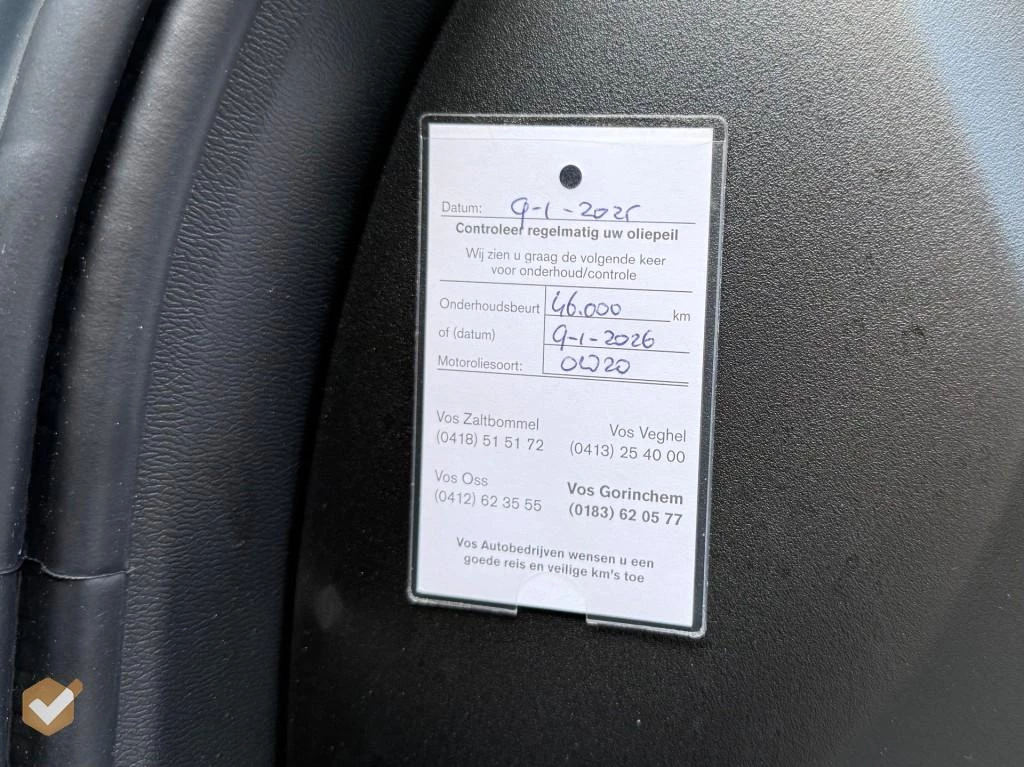 Datum: 9-1-2025
Controleer regelmatig uw oliepeil
Wij zien u graag de volgende keer
voor onderhoud/controle
Onderhoudsbeurt 46.000 km
of (datum) 9-1-2026
Motoroliesoort: 0W20
Vos Zaltbommel
(0418) 51 51 72
Vos Veghel
(0413) 25 40 00
Vos Oss
(0412) 62 35 55
Vos Gorinchem
(0183) 62 05 77
Vos Autobedrijven wensen u een
goede reis en veilige km's toe